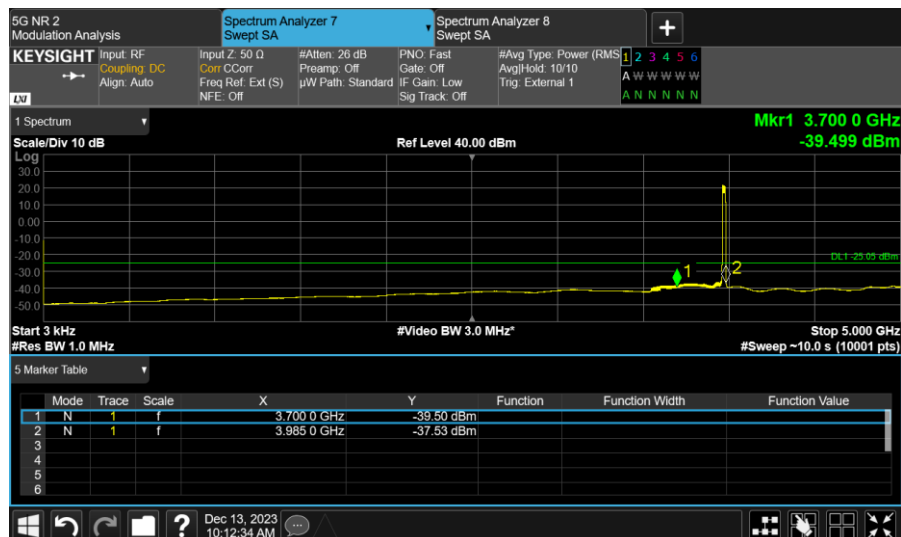 5G NR 2
Modulation Analysis
Spectrum Analyzer 7
Swept SA
Spectrum Analyzer 8
Swept SA
KEYSIGHT
LXI
Input: RF
Coupling: DC
Align: Auto
Input Z: 50 Ω
Corr CCorr
Freq Ref: Ext (S)
NFE: Off
#Atten: 26 dB
Preamp: Off
µW Path: Standard
PNO: Fast
Gate: Off
IF Gain: Low
Sig Track: Off
#Avg Type: Power (RMS
Avg|Hold: 10/10
Trig: External 1
1 2 3 4 5 6
A W W W W W
A N N N N N
1 Spectrum
Mkr1 3.700 0 GHz
Scale/Div 10 dB
Ref Level 40.00 dBm
-39.499 dBm
Log
30.0
20.0
10.0
0.00
-10.0
-20.0
DL1 -25.05 dBm
-30.0
1
2
-40.0
-50.0
Start 3 kHz
#Video BW 3.0 MHz*
Stop 5.000 GHz
#Res BW 1.0 MHz
#Sweep ~10.0 s (10001 pts)
5 Marker Table
Mode Trace Scale X Y Function Function Width Function Value
1 N 1 f 3.700 0 GHz -39.50 dBm
2 N 1 f 3.985 0 GHz -37.53 dBm
3
4
5
6
?
Dec 13, 2023
10:12:34 AM